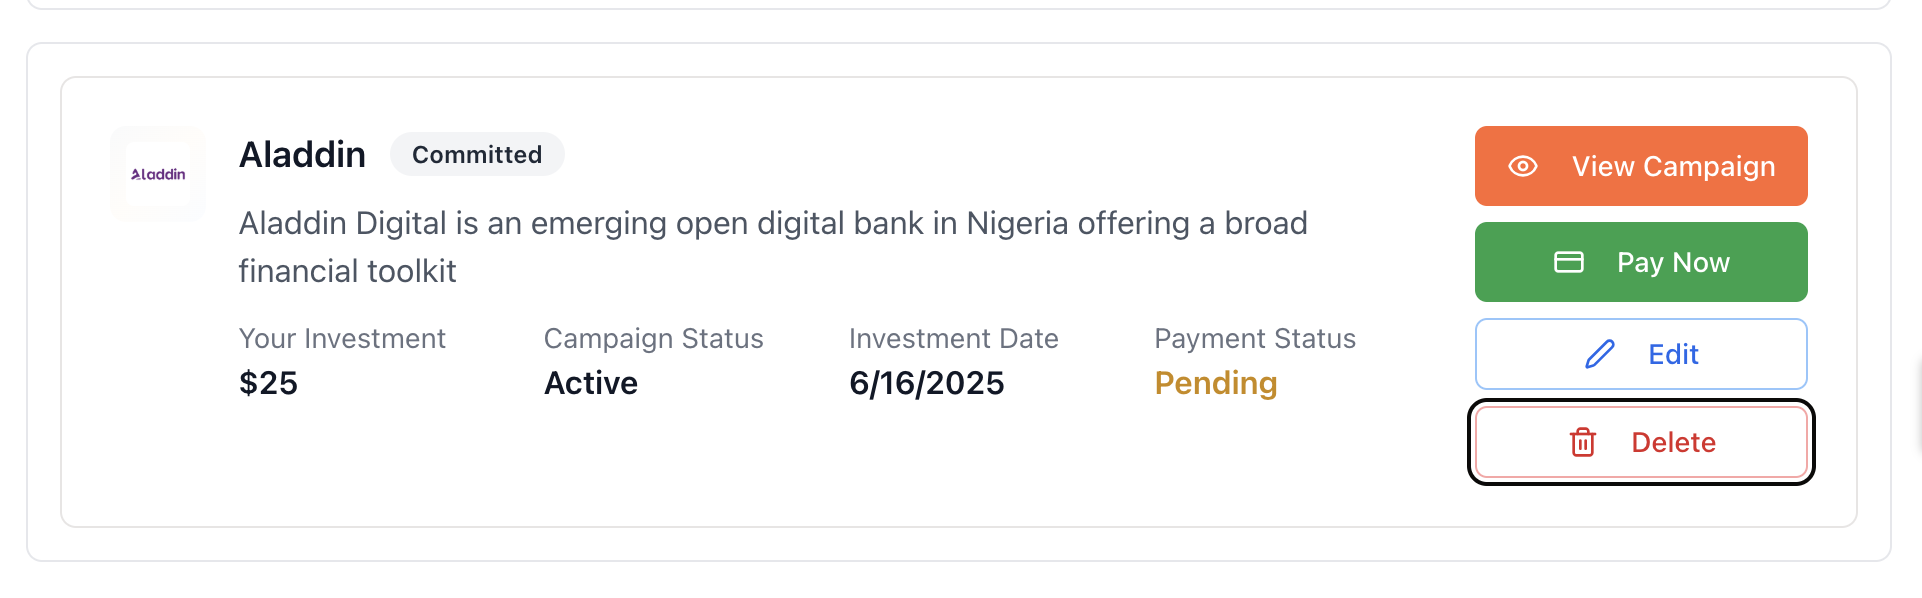 Aladdin
Aladdin
Committed
Aladdin Digital is an emerging open digital bank in Nigeria offering a broad
financial toolkit
Your Investment
$25
Campaign Status
Active
Investment Date
6/16/2025
Payment Status
Pending
View Campaign
Pay Now
Edit
Delete